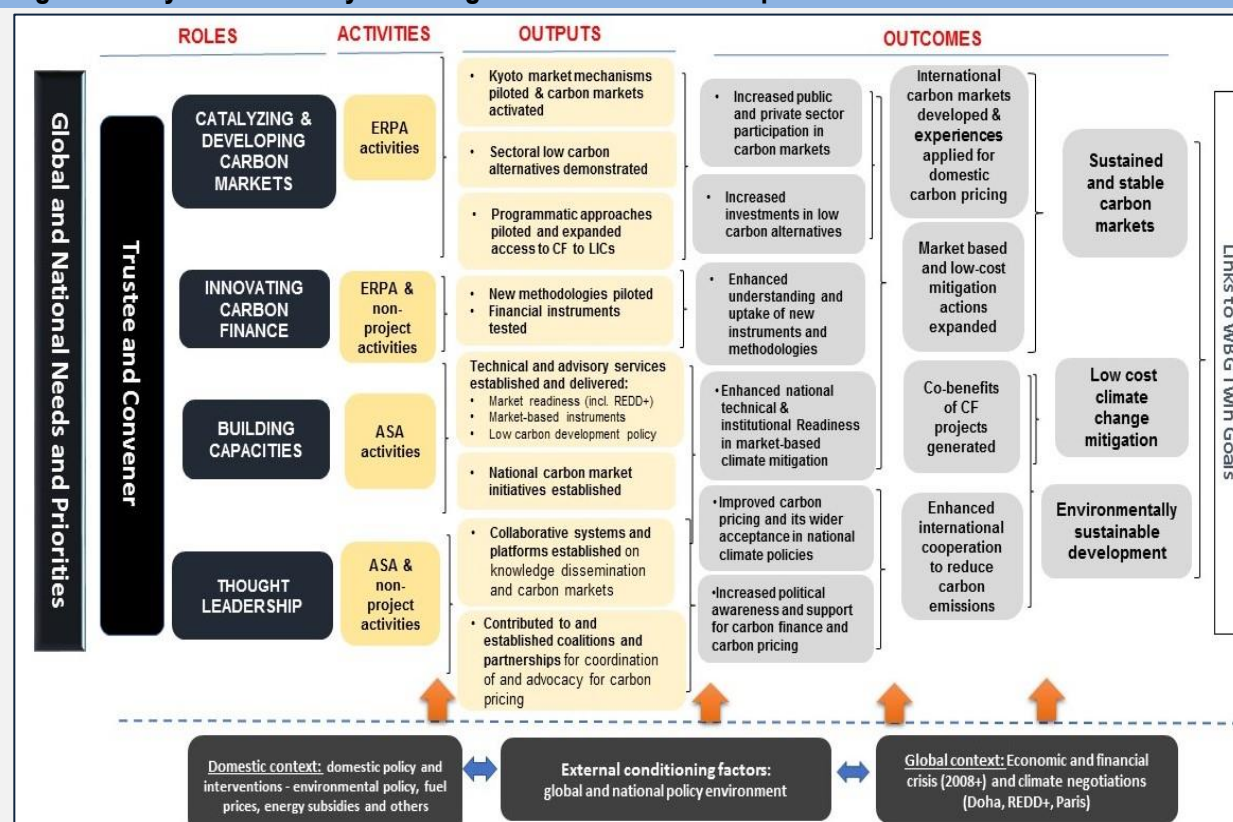 ROLES
ACTIVITIES
OUTPUTS
OUTCOMES
Global and National Needs and Priorities
Trustee and Convener
CATALYZING &
DEVELOPING
CARBON
MARKETS
INNOVATING
CARBON
FINANCE
BUILDING
CAPACITIES
THOUGHT
LEADERSHIP
ERPA
activities
ERPA &
non-
project
activities
ASA
activities
ASA &
non-
project
activities
• Kyoto market mechanisms
piloted & carbon markets
activated
• Sectoral low carbon
alternatives demonstrated
• Programmatic approaches
piloted and expanded
access to CF to LICs
• New methodologies piloted
• Financial instruments
tested
Technical and advisory services
established and delivered:
• Market readiness (incl. REDD+)
• Market-based instruments
• Low carbon development policy
• National carbon market
initiatives established
• Collaborative systems and
platforms established on
knowledge dissemination
and carbon markets
• Contributed to and
established coalitions and
partnerships for coordination
of and advocacy for carbon
pricing
• Increased public
and private sector
participation in
carbon markets
• Increased
investments in low
carbon alternatives
• Enhanced
understanding and
uptake of new
instruments and
methodologies
•Enhanced national
technical &
institutional Readiness
in market-based
climate mitigation
•Improved carbon
pricing and its wider
acceptance in national
climate policies
•Increased political
awareness and support
for carbon finance and
carbon pricing
International
carbon markets
developed &
experiences
applied for
domestic
carbon pricing
Market based
and low-cost
mitigation
actions
expanded
Co-benefits
of CF
projects
generated
Enhanced
international
cooperation
to reduce
carbon
emissions
Sustained
and stable
carbon
markets
Low cost
climate
change
mitigation
Environmentally
sustainable
development
Links to WBG Twin Goals
Domestic context: domestic policy and
interventions - environmental policy, fuel
prices, energy subsidies and others
External conditioning factors:
global and national policy environment
Global context: Economic and financial
crisis (2008+) and climate negotiations
(Doha, REDD+, Paris)